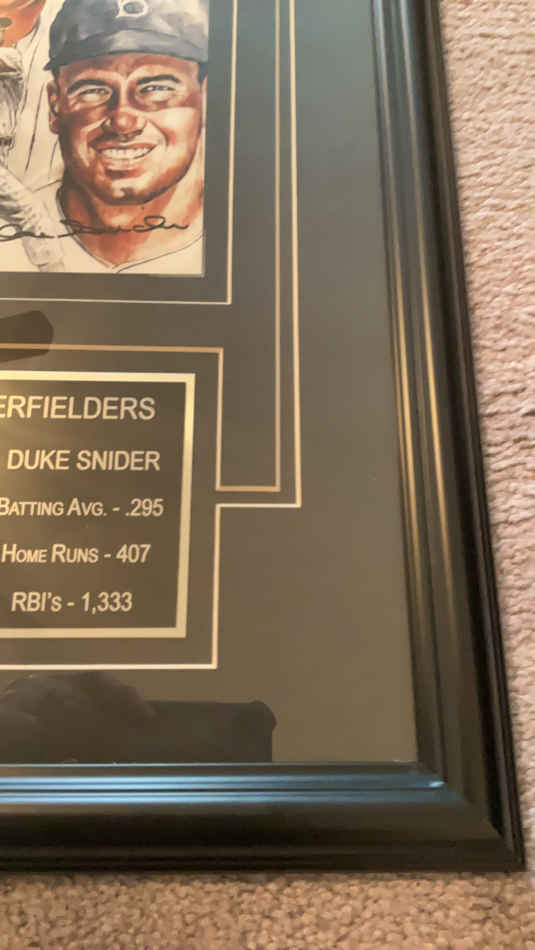 B
ERFIELDERS
DUKE SNIDER
BATTING AVG. - .295
HOME RUNS - 407
RBI's - 1,333